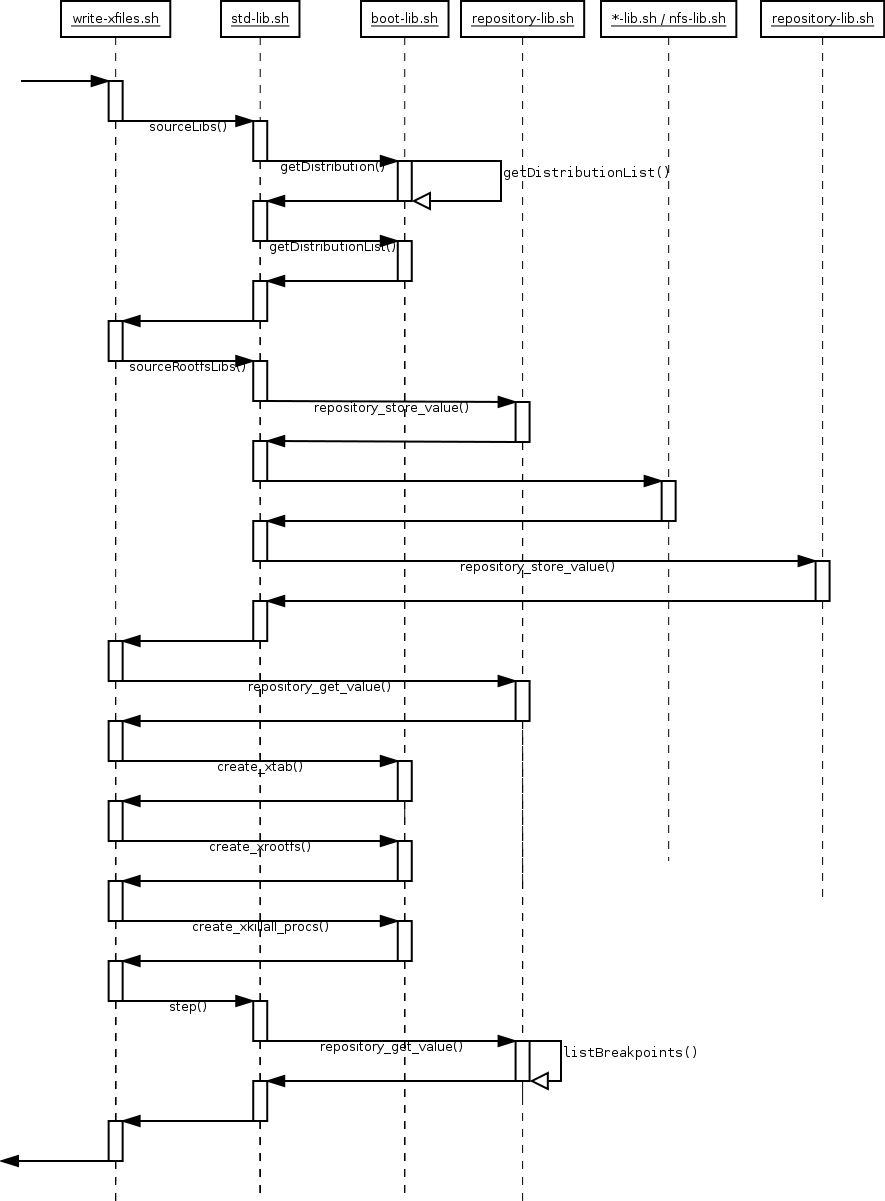 write-xfiles.sh
std-lib.sh
boot-lib.sh
repository-lib.sh
*-lib.sh / nfs-lib.sh
repository-lib.sh
sourceLibs()
getDistribution()
getDistributionList()
getDistributionList()
sourceRootfsLibs()
repository_store_value()
repository_store_value()
repository_get_value()
create_xtab()
create_xrootfs()
create_xkillall_procs()
step()
repository_get_value()
listBreakpoints()